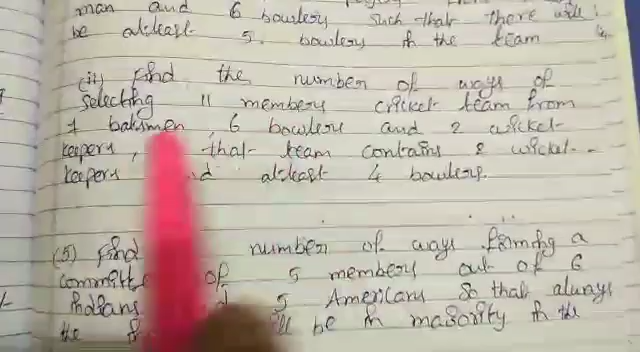 man and 6 bowlers such that there will
be atleast 5 bowlers in the team
(ii) Find the number of ways of
selecting 11 members cricket team from
7 batsmen, 6 bowlers and 2 wicket-
keepers, that team contains 2 wicket-
keepers atleast 4 bowlers.
(5) Find number of ways forming a
committe of 5 members out of 6
Indians 5 Americans so that always
the be in majority in the